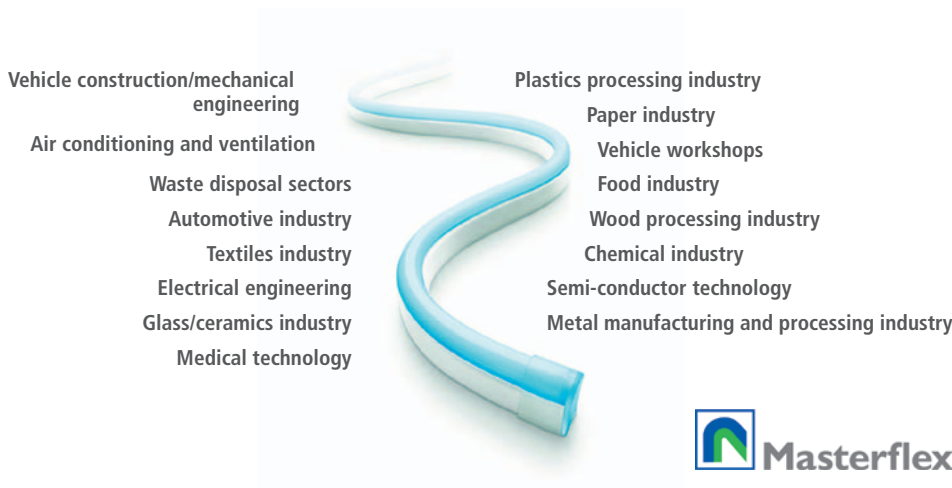 Vehicle construction/mechanical
engineering
Air conditioning and ventilation
Waste disposal sectors
Automotive industry
Textiles industry
Electrical engineering
Glass/ceramics industry
Medical technology
Plastics processing industry
Paper industry
Vehicle workshops
Food industry
Wood processing industry
Chemical industry
Semi-conductor technology
Metal manufacturing and processing industry
Masterflex